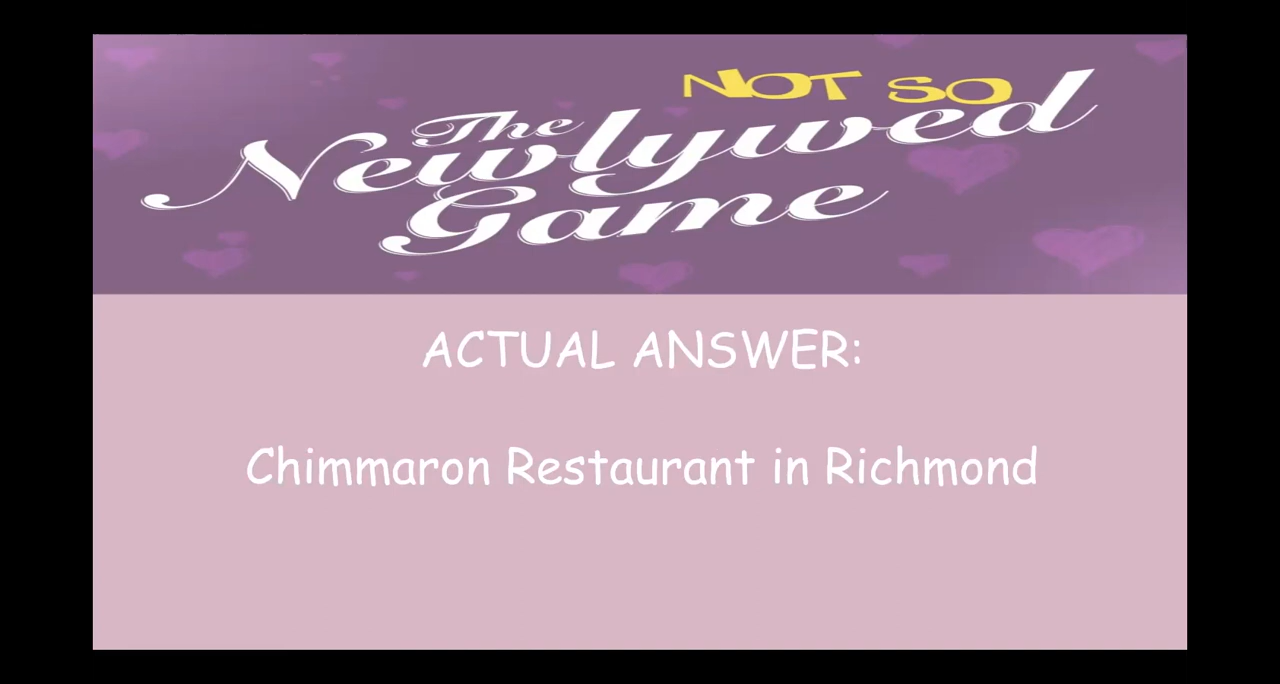 NOT SO
The
Newlywed
Game
ACTUAL ANSWER:
Chimmaron Restaurant in Richmond